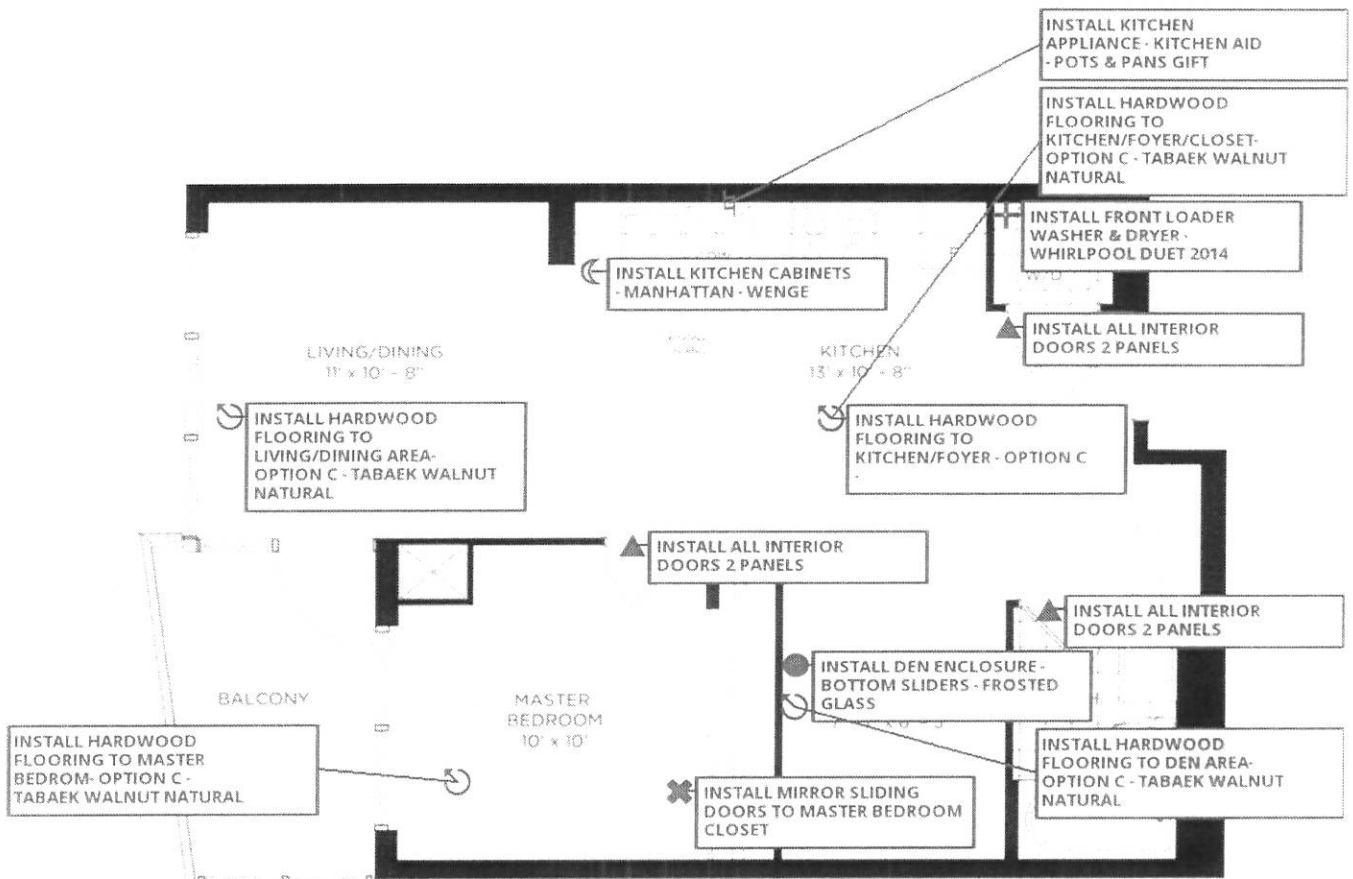 INSTALL KITCHEN
APPLIANCE - KITCHEN AID
- POTS & PANS GIFT
INSTALL HARDWOOD
FLOORING TO
KITCHEN/FOYER/CLOSET-
OPTION C - TABAEK WALNUT
NATURAL
INSTALL FRONT LOADER
WASHER & DRYER -
WHIRLPOOL DUET 2014
W/D
INSTALL KITCHEN CABINETS
- MANHATTAN - WENGE
INSTALL ALL INTERIOR
DOORS 2 PANELS
LIVING/DINING
11' x 10' - 8"
KITCHEN
13' x 10' - 8"
INSTALL HARDWOOD
FLOORING TO
LIVING/DINING AREA-
OPTION C - TABAEK WALNUT
NATURAL
INSTALL HARDWOOD
FLOORING TO
KITCHEN/FOYER - OPTION C
-
INSTALL ALL INTERIOR
DOORS 2 PANELS
INSTALL ALL INTERIOR
DOORS 2 PANELS
INSTALL DEN ENCLOSURE -
BOTTOM SLIDERS - FROSTED
GLASS
BALCONY
MASTER
BEDROOM
10' x 10'
INSTALL HARDWOOD
FLOORING TO MASTER
BEDROM- OPTION C -
TABAEK WALNUT NATURAL
INSTALL HARDWOOD
FLOORING TO DEN AREA-
OPTION C - TABAEK WALNUT
NATURAL
INSTALL MIRROR SLIDING
DOORS TO MASTER BEDROOM
CLOSET